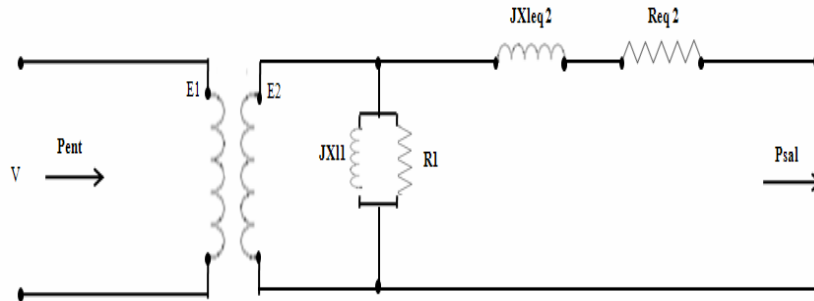 JXleq 2
Req 2
E1
E2
Pent
V
JXl1
R1
Psal